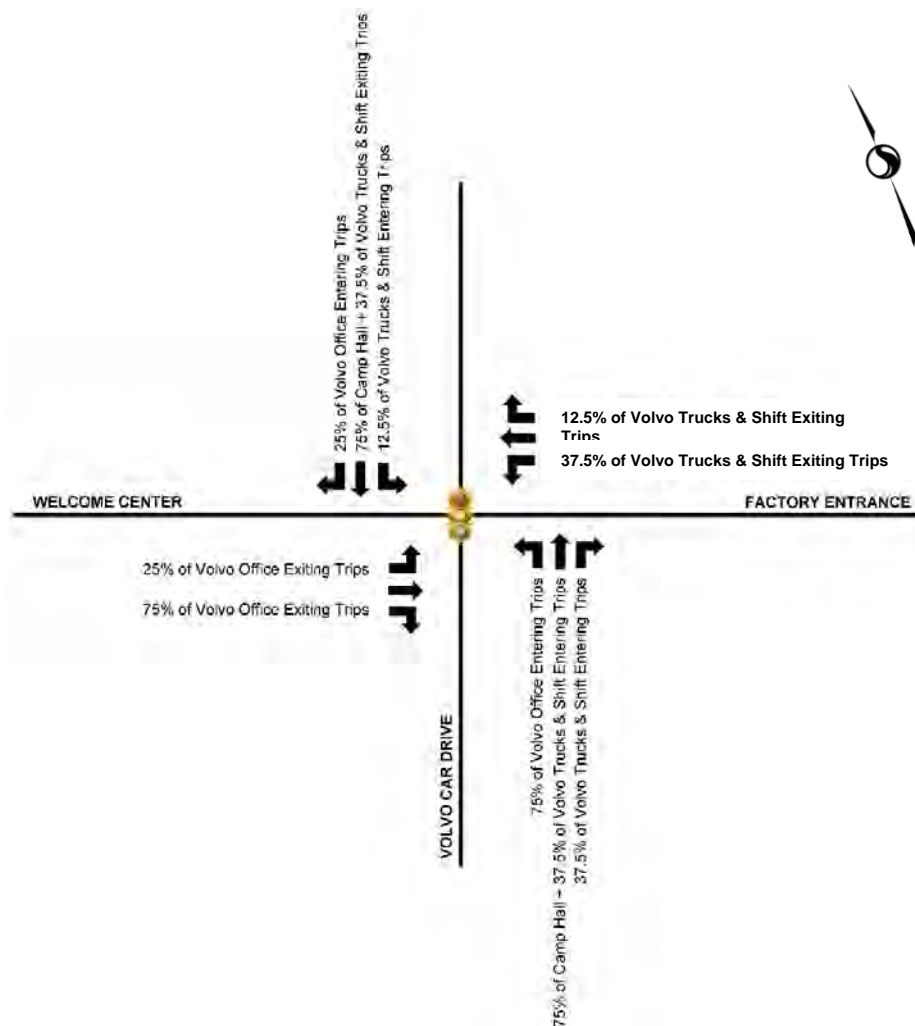 25% of Volvo Office Entering Trips
75% of Camp Hall + 37.5% of Volvo Trucks & Shift Exiting Trips
12.5% of Volvo Trucks & Shift Entering Trips
12.5% of Volvo Trucks & Shift Exiting
Trips
37.5% of Volvo Trucks & Shift Exiting Trips
WELCOME CENTER
FACTORY ENTRANCE
25% of Volvo Office Exiting Trips
75% of Volvo Office Exiting Trips
VOLVO CAR DRIVE
75% of Volvo Office Entering Trips
75% of Camp Hall + 37.5% of Volvo Trucks & Shift Entering Trips
37.5% of Volvo Trucks & Shift Entering Trips